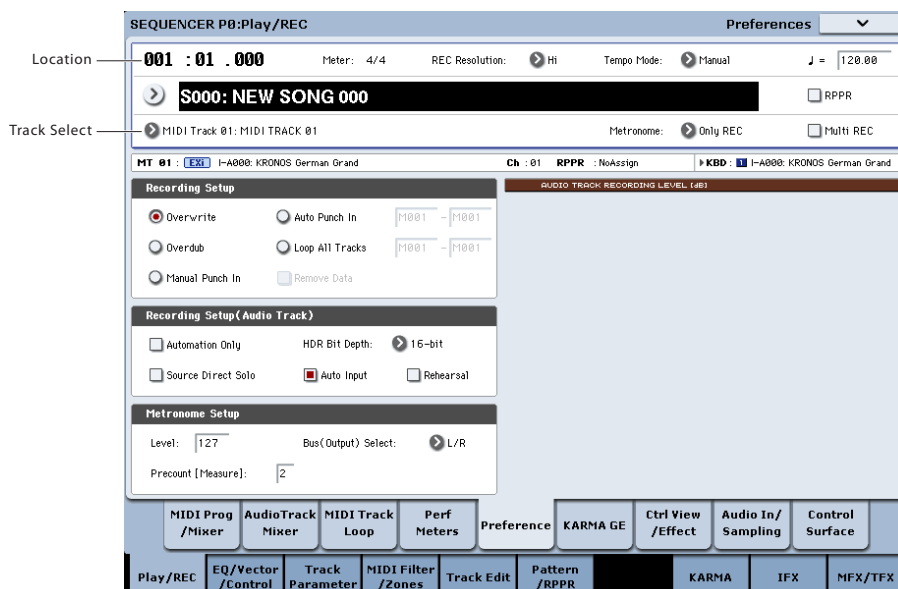 SEQUENCER P0:Play/REC Preferences
Location
001 :01 .000 Meter: 4/4 REC Resolution: Hi Tempo Mode: Manual ♩ = 120.00
S000: NEW SONG 000 RPPR
Track Select
MIDI Track 01: MIDI TRACK 01 Metronome: Only REC Multi REC
MT 01 : EXi I-A000: KRONOS German Grand Ch :01 RPPR :NoAssign KBD : 1 I-A000: KRONOS German Grand
Recording Setup
AUDIO TRACK RECORDING LEVEL [dB]
Overwrite Auto Punch In M001 - M001
Overdub Loop All Tracks M001 - M001
Manual Punch In Remove Data
Recording Setup(Audio Track)
Automation Only HDR Bit Depth: 16-bit
Source Direct Solo Auto Input Rehearsal
Metronome Setup
Level: 127 Bus(Output) Select: L/R
Precount [Measure]: 2
MIDI Prog /Mixer
AudioTrack Mixer
MIDI Track Loop
Perf Meters
Preference
KARMA GE
Ctrl View /Effect
Audio In/ Sampling
Control Surface
Play/REC
EQ/Vector /Control
Track Parameter
MIDI Filter /Zones
Track Edit
Pattern /RPPR
KARMA
IFX
MFX/TFX